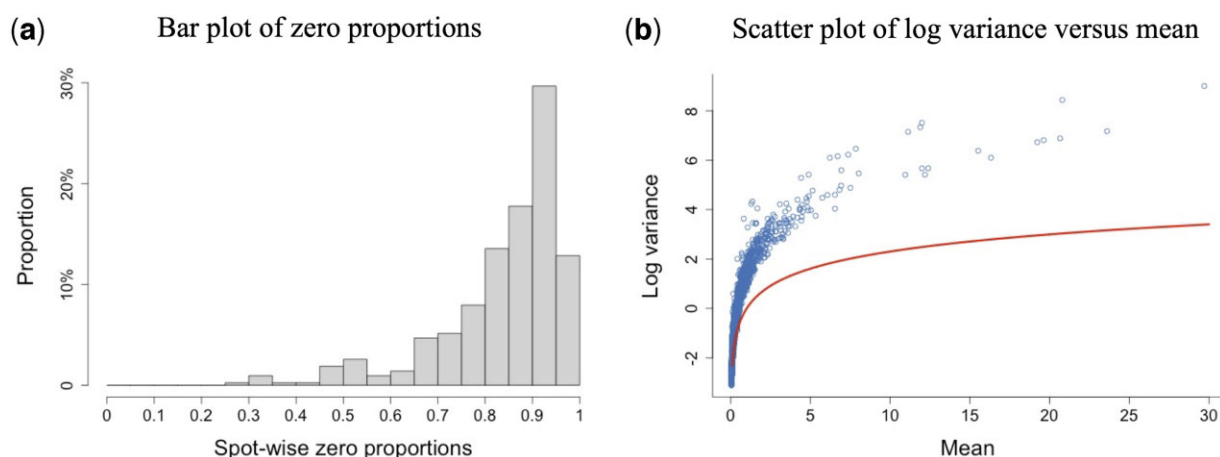 (a) Bar plot of zero proportions
30%
20%
10%
0
Proportion
0 0.1 0.2 0.3 0.4 0.5 0.6 0.7 0.8 0.9 1
Spot-wise zero proportions
(b) Scatter plot of log variance versus mean
8
6
4
2
0
-2
Log variance
0 5 10 15 20 25 30
Mean